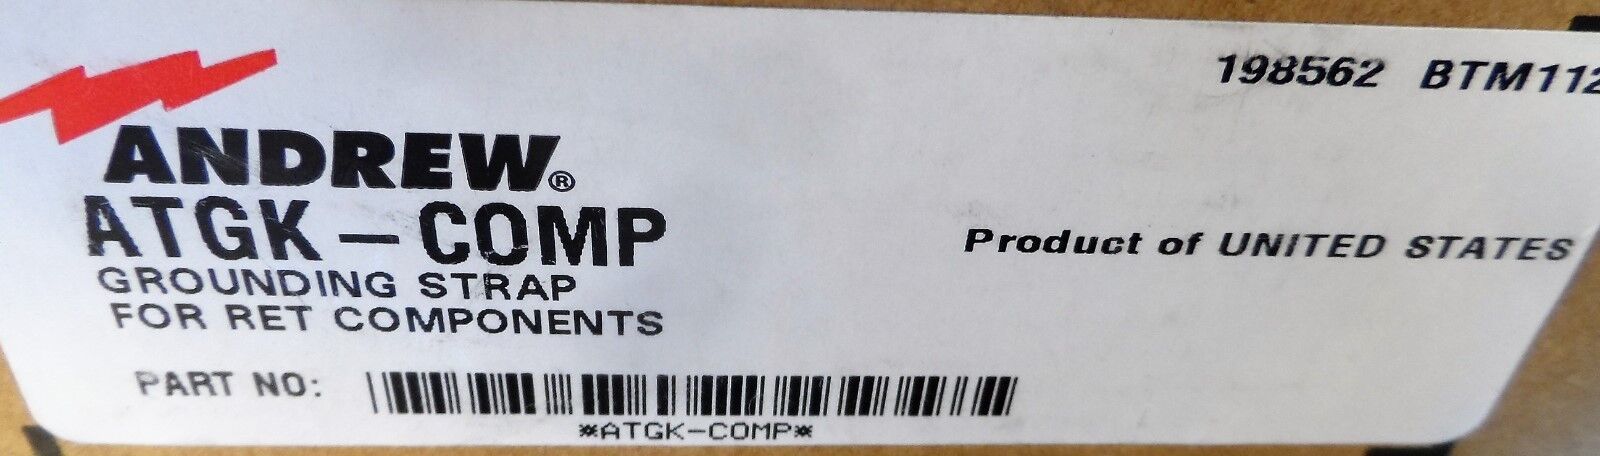 198562 BTM112
ANDREW®
ATGK-COMP
Product of UNITED STATES
GROUNDING STRAP
FOR RET COMPONENTS
PART NO:
*ATGK-COMP*